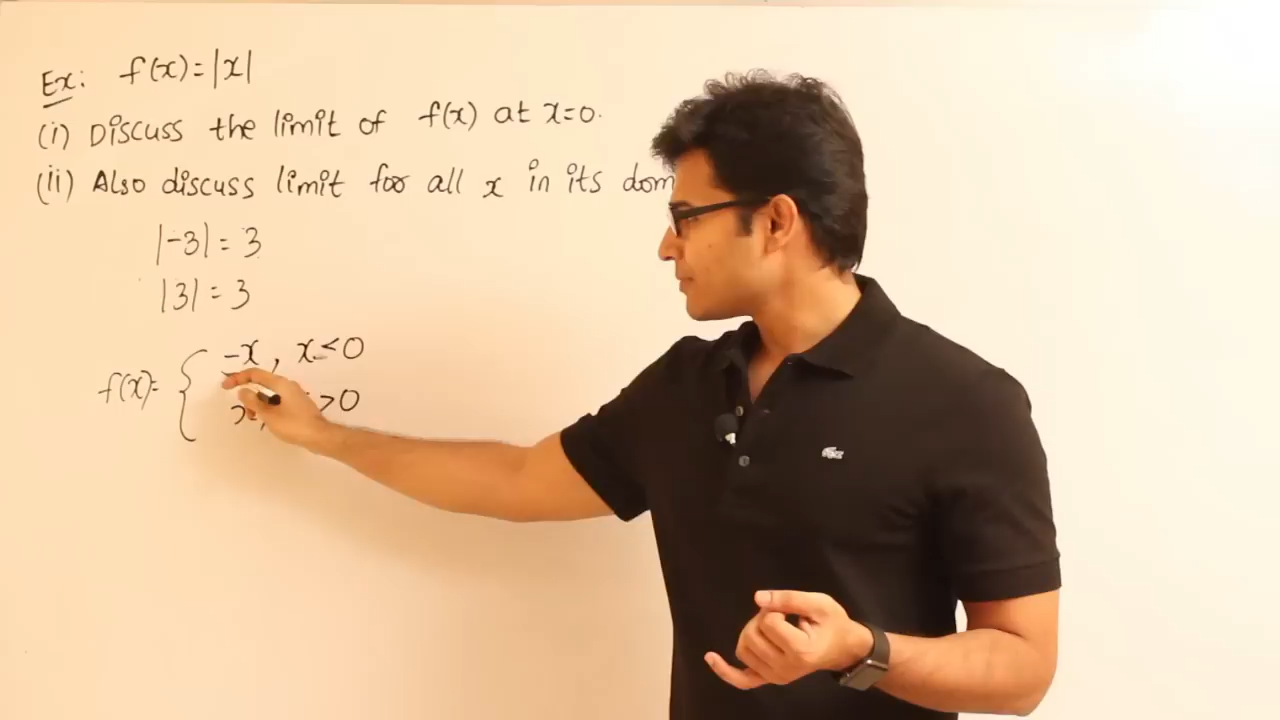 Ex: f(x)=|x|
(i) Discuss the limit of f(x) at x=0.
(ii) Also discuss limit for all x in its dom
|-3| = 3
|3| = 3
f(x)= { -x, x<0
x, >0